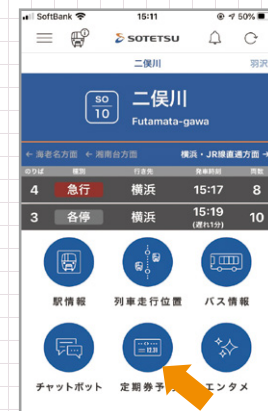 SoftBank 15:11 50%
SOTETSU
二俣川 羽沢
SO 10 二俣川
Futamata-gawa
← 海老名方面 ← 湘南台方面 横浜・JR線直通方面 →
のりば 種別 行き先 発車時刻 両数
4 急行 横浜 15:17 8
3 各停 横浜 15:19 10
(遅れ1分)
駅情報 列車走行位置 バス情報
チャットボット 定期券予 エンタメ